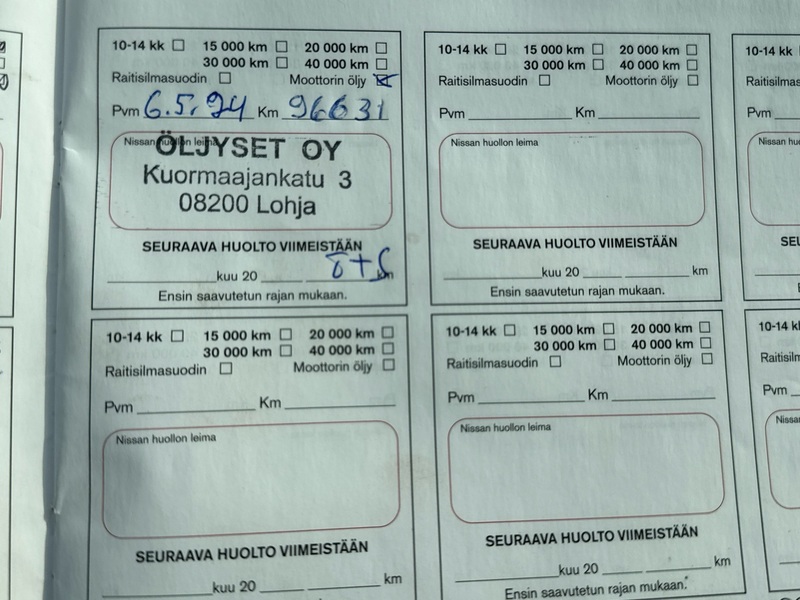 10-14 kk 15 000 km 20 000 km
30 000 km 40 000 km
Raitisilmasuodin Moottorin öljy
Pvm 6.5.24 Km 96631
Nissan huollon leima
ÖLJYSET OY
Kuormaajankatu 3
08200 Lohja
SEURAAVA HUOLTO VIIMEISTÄÄN
kuu 20 km
Ensin saavutetun rajan mukaan.
10-14 kk 15 000 km 20 000 km
30 000 km 40 000 km
Raitisilmasuodin Moottorin öljy
Pvm Km
Nissan huollon leima
SEURAAVA HUOLTO VIIMEISTÄÄN
kuu 20 km
Ensin saavutetun rajan mukaan.
10-14 kk
Pvm
10-14 kk 15 000 km 20 000 km
30 000 km 40 000 km
Raitisilmasuodin Moottorin öljy
Pvm Km
Nissan huollon leima
SEURAAVA HUOLTO VIIMEISTÄÄN
kuu 20 km
10-14 kk 15 000 km 20 000 km
30 000 km 40 000 km
Raitisilmasuodin Moottorin öljy
Pvm Km
Nissan huollon leima
SEURAAVA HUOLTO VIIMEISTÄÄN
kuu 20 km
Ensin saavutetun rajan mukaan.
Pvm